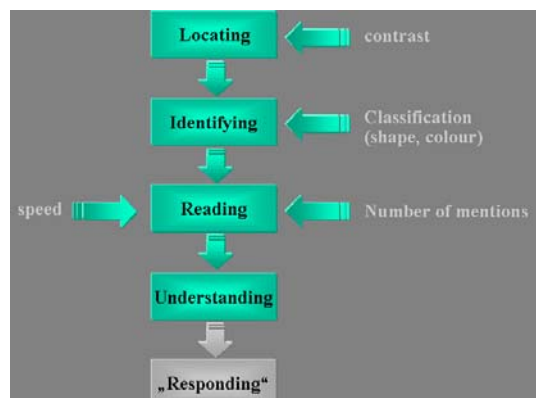 Locating
contrast
Identifying
Classification
(shape, colour)
speed
Reading
Number of mentions
Understanding
„Responding“